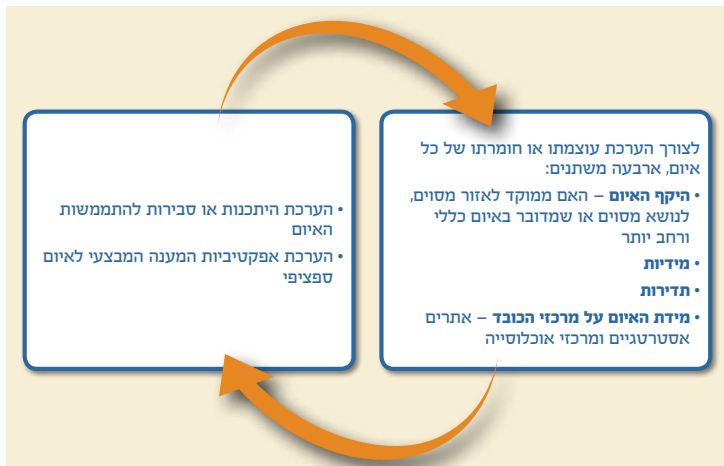 לצורך הערכת עוצמתו או חומרתו של כל
איום, ארבעה משתנים:
• היקף האיום – האם ממוקד לאזור מסוים,
לנושא מסוים או שמדובר באיום כללי
ורחב יותר
• מידיות
• תדירות
• מידת האיום על מרכזי הכובד – אתרים
אסטרטגיים ומרכזי אוכלוסייה
• הערכת היתכנות או סבירות להתממשות
האיום
• הערכת אפקטיביות המענה המבצעי לאיום
ספציפי